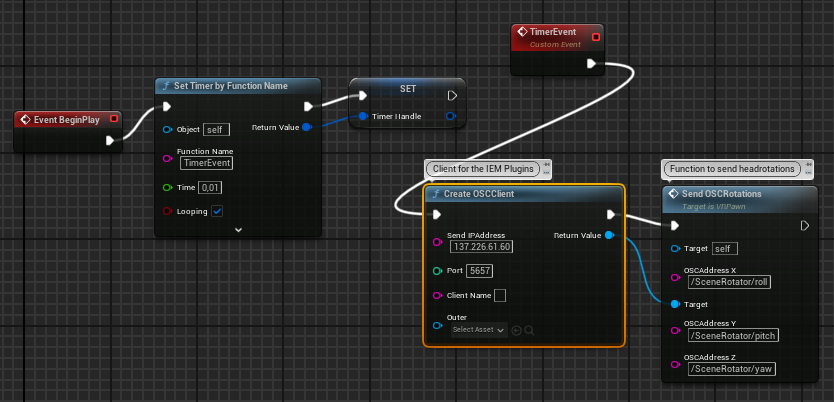 TimerEvent
Custom Event
Set Timer by Function Name
SET
Event BeginPlay
Object self
Return Value
Timer Handle
Function Name
TimerEvent
Time 0,01
Looping
Client for the IEM Plugins
Function to send headrotations
Create OSCClient
Send IPAddress
137.226.61.60
Return Value
Port 5657
Client Name
Outer
Select Asset
Send OSCRotations
Target is VRPawn
Target self
OSCAddress X
/SceneRotator/roll
Target
OSCAddress Y
/SceneRotator/pitch
OSCAddress Z
/SceneRotator/yaw